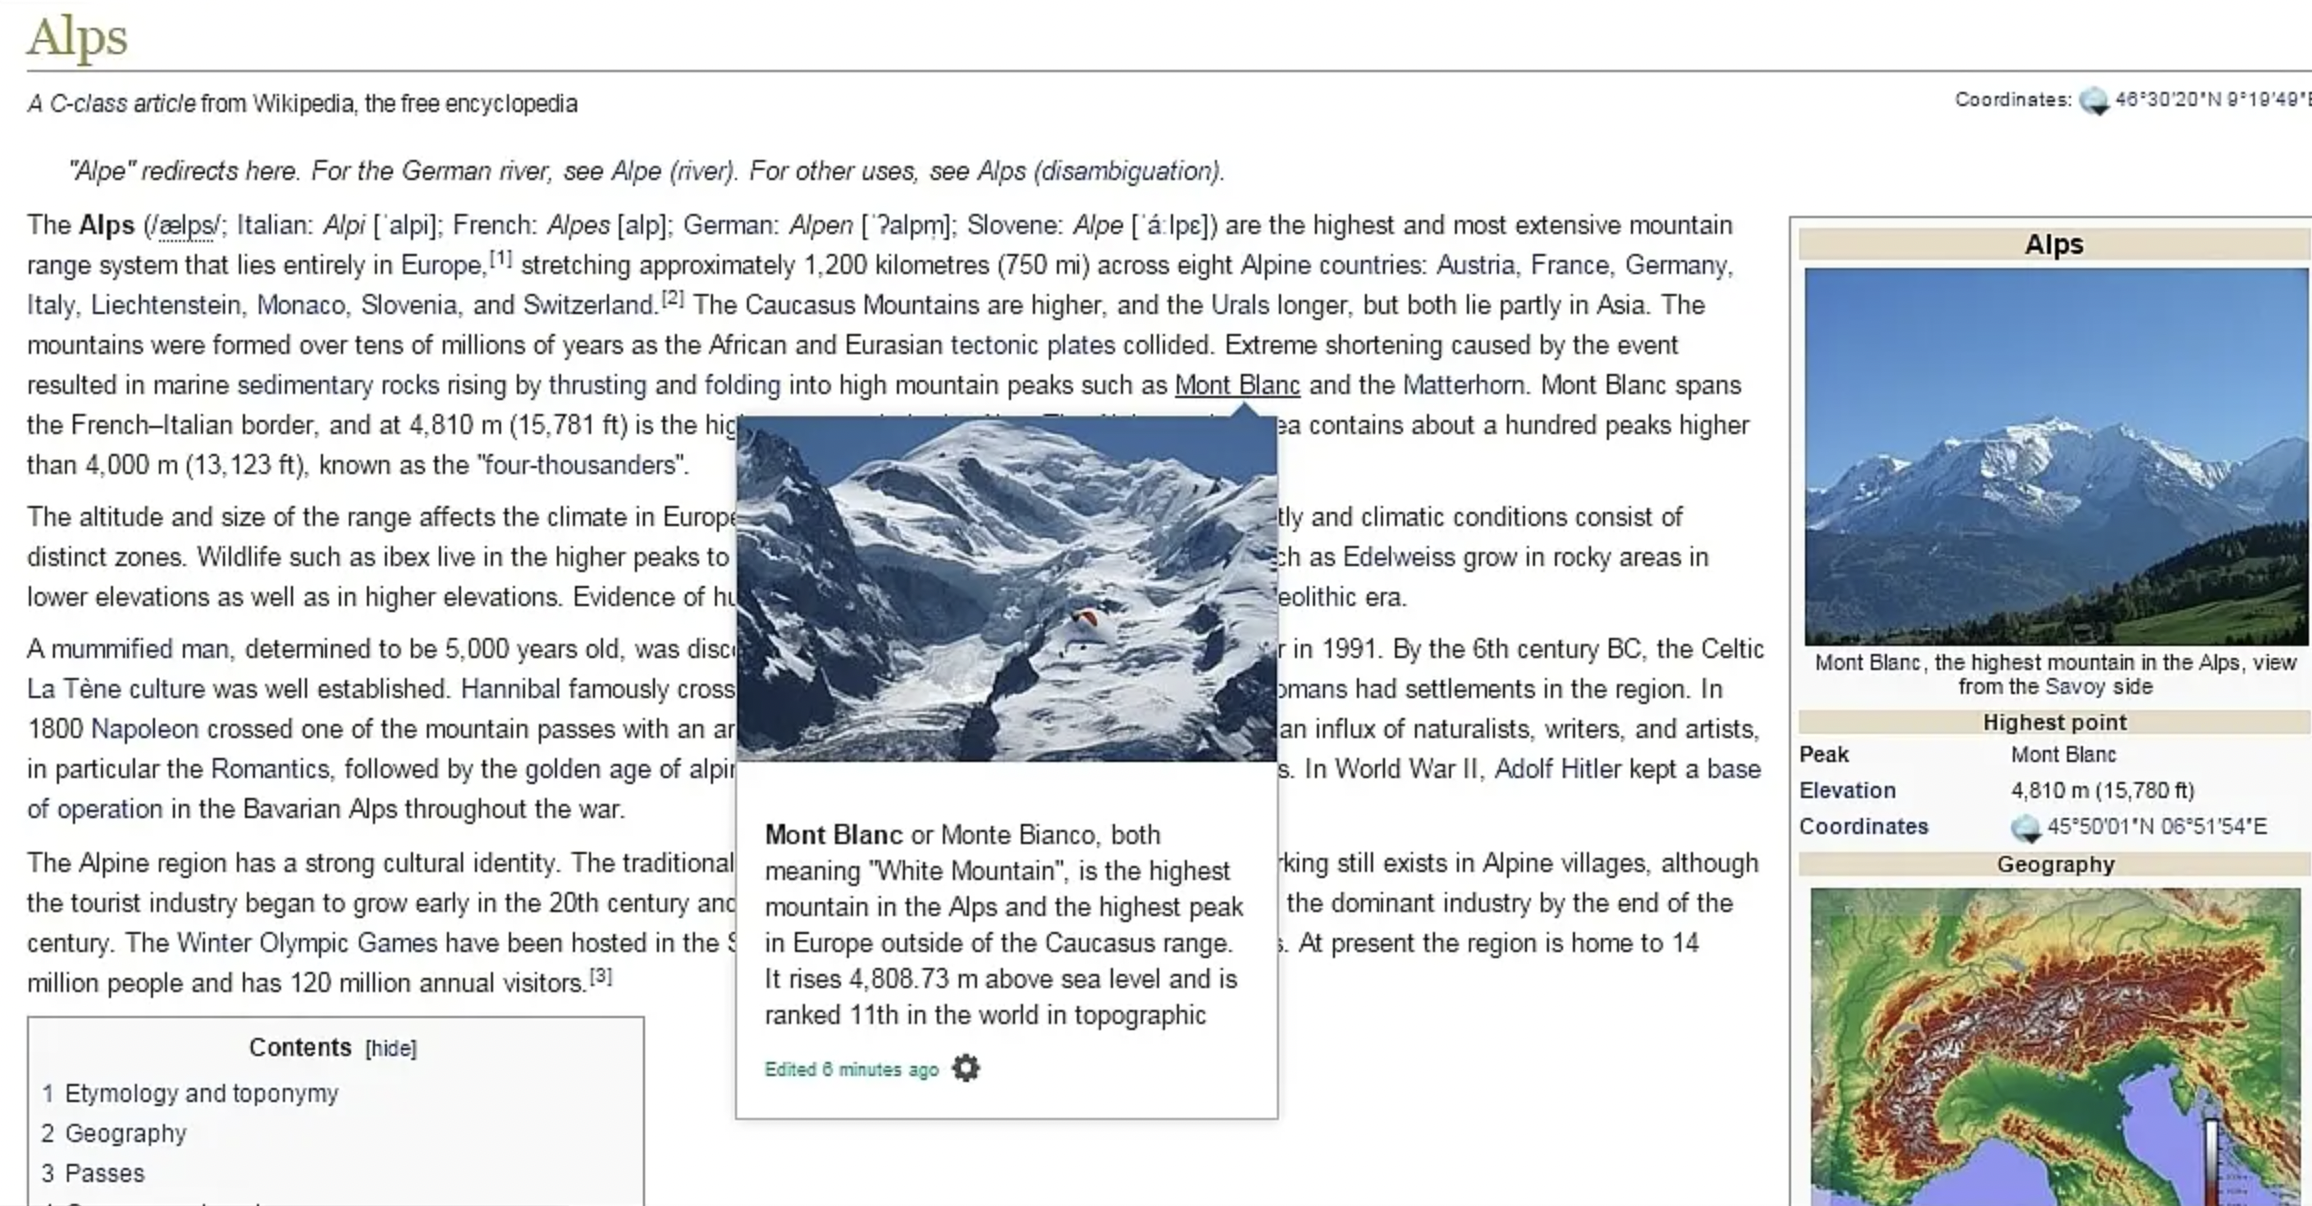 Alps
A C-class article from Wikipedia, the free encyclopedia
Coordinates: 46°30′20″N 9°19′49″E
"Alpe" redirects here. For the German river, see Alpe (river). For other uses, see Alps (disambiguation).
The Alps (/ælps/; Italian: Alpi [ˈalpi]; French: Alpes [alp]; German: Alpen [ˈʔalpm̩]; Slovene: Alpe [ˈáːlpɛ]) are the highest and most extensive mountain
range system that lies entirely in Europe,[1] stretching approximately 1,200 kilometres (750 mi) across eight Alpine countries: Austria, France, Germany,
Italy, Liechtenstein, Monaco, Slovenia, and Switzerland.[2] The Caucasus Mountains are higher, and the Urals longer, but both lie partly in Asia. The
mountains were formed over tens of millions of years as the African and Eurasian tectonic plates collided. Extreme shortening caused by the event
resulted in marine sedimentary rocks rising by thrusting and folding into high mountain peaks such as Mont Blanc and the Matterhorn. Mont Blanc spans
the French–Italian border, and at 4,810 m (15,781 ft) is the hig ea contains about a hundred peaks higher
than 4,000 m (13,123 ft), known as the "four-thousanders".
The altitude and size of the range affects the climate in Europe tly and climatic conditions consist of
distinct zones. Wildlife such as ibex live in the higher peaks to ch as Edelweiss grow in rocky areas in
lower elevations as well as in higher elevations. Evidence of hu eolithic era.
A mummified man, determined to be 5,000 years old, was disco r in 1991. By the 6th century BC, the Celtic
La Tène culture was well established. Hannibal famously cross omans had settlements in the region. In
1800 Napoleon crossed one of the mountain passes with an ar an influx of naturalists, writers, and artists,
in particular the Romantics, followed by the golden age of alpin s. In World War II, Adolf Hitler kept a base
of operation in the Bavarian Alps throughout the war.
The Alpine region has a strong cultural identity. The traditional rking still exists in Alpine villages, although
the tourist industry began to grow early in the 20th century and the dominant industry by the end of the
century. The Winter Olympic Games have been hosted in the S s. At present the region is home to 14
million people and has 120 million annual visitors.[3]
Mont Blanc or Monte Bianco, both
meaning "White Mountain", is the highest
mountain in the Alps and the highest peak
in Europe outside of the Caucasus range.
It rises 4,808.73 m above sea level and is
ranked 11th in the world in topographic
Edited 6 minutes ago
Contents [hide]
1 Etymology and toponymy
2 Geography
3 Passes
Alps
Mont Blanc, the highest mountain in the Alps, view
from the Savoy side
Highest point
Peak Mont Blanc
Elevation 4,810 m (15,780 ft)
Coordinates 45°50′01″N 06°51′54″E
Geography